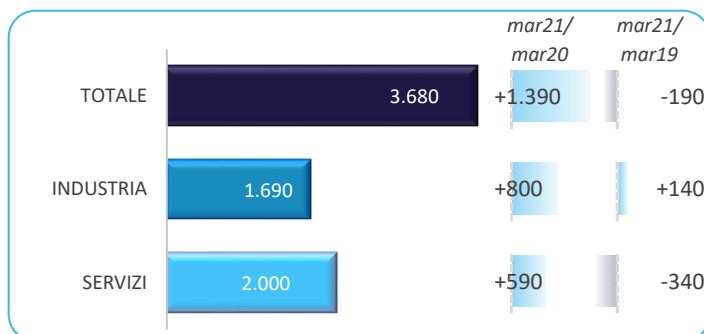 mar21/ mar21/
mar20 mar19
TOTALE 3.680 +1.390 -190
INDUSTRIA 1.690 +800 +140
SERVIZI 2.000 +590 -340